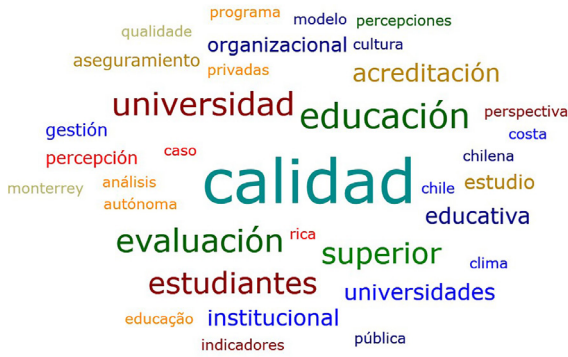 programa
modelo percepciones
qualidade
organizacional cultura
aseguramiento
privadas acreditación
universidad educación perspectiva
gestión costa
percepción caso chilena
monterrey análisis calidad chile estudio
autónoma educativa
evaluación rica superior
clima
estudiantes universidades
educação institucional
pública
indicadores